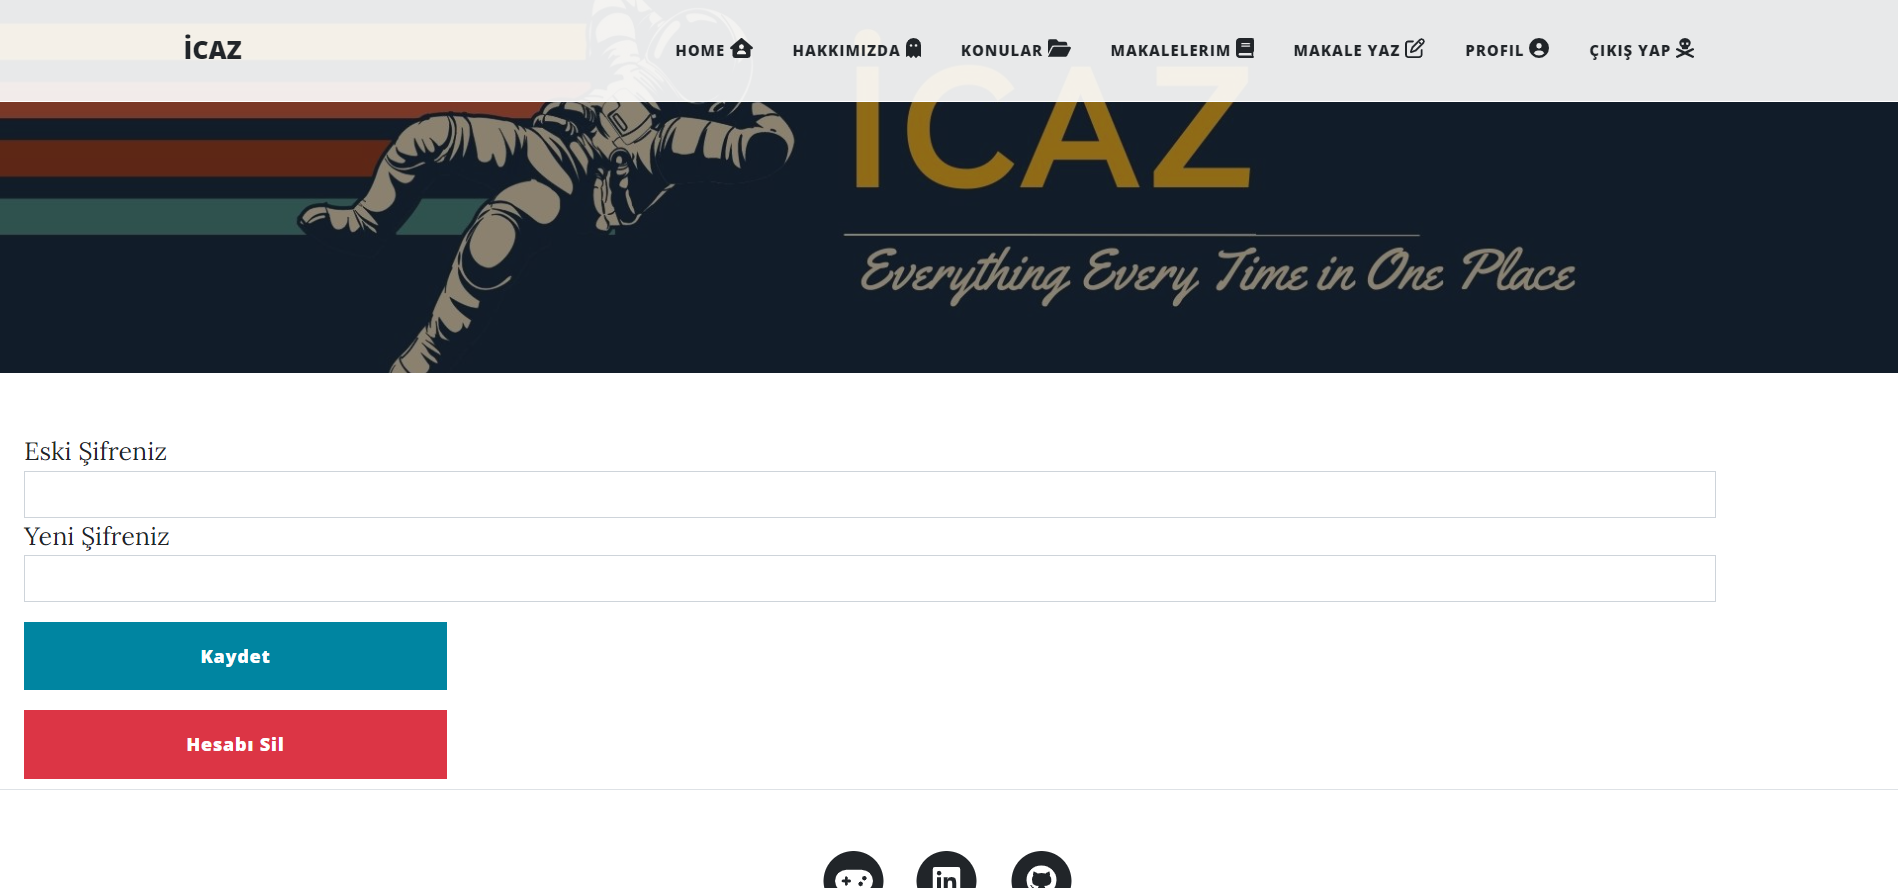 İCAZ
HOME
HAKKIMIZDA
KONULAR
MAKALELERIM
MAKALE YAZ
PROFIL
ÇIKIŞ YAP
İCAZ
Everything Every Time in One Place
Eski Şifreniz
Yeni Şifreniz
Kaydet
Hesabı Sil
in